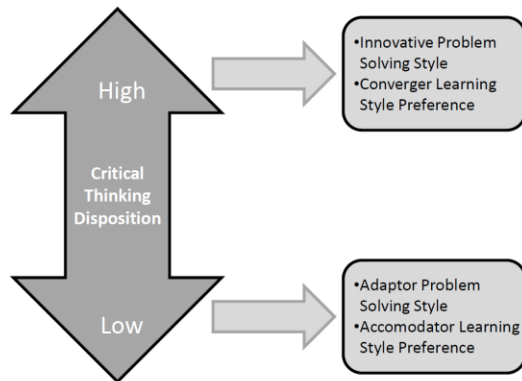 High
•Innovative Problem
Solving Style
•Converger Learning
Style Preference
Critical
Thinking
Disposition
Low
•Adaptor Problem
Solving Style
•Accomodator Learning
Style Preference